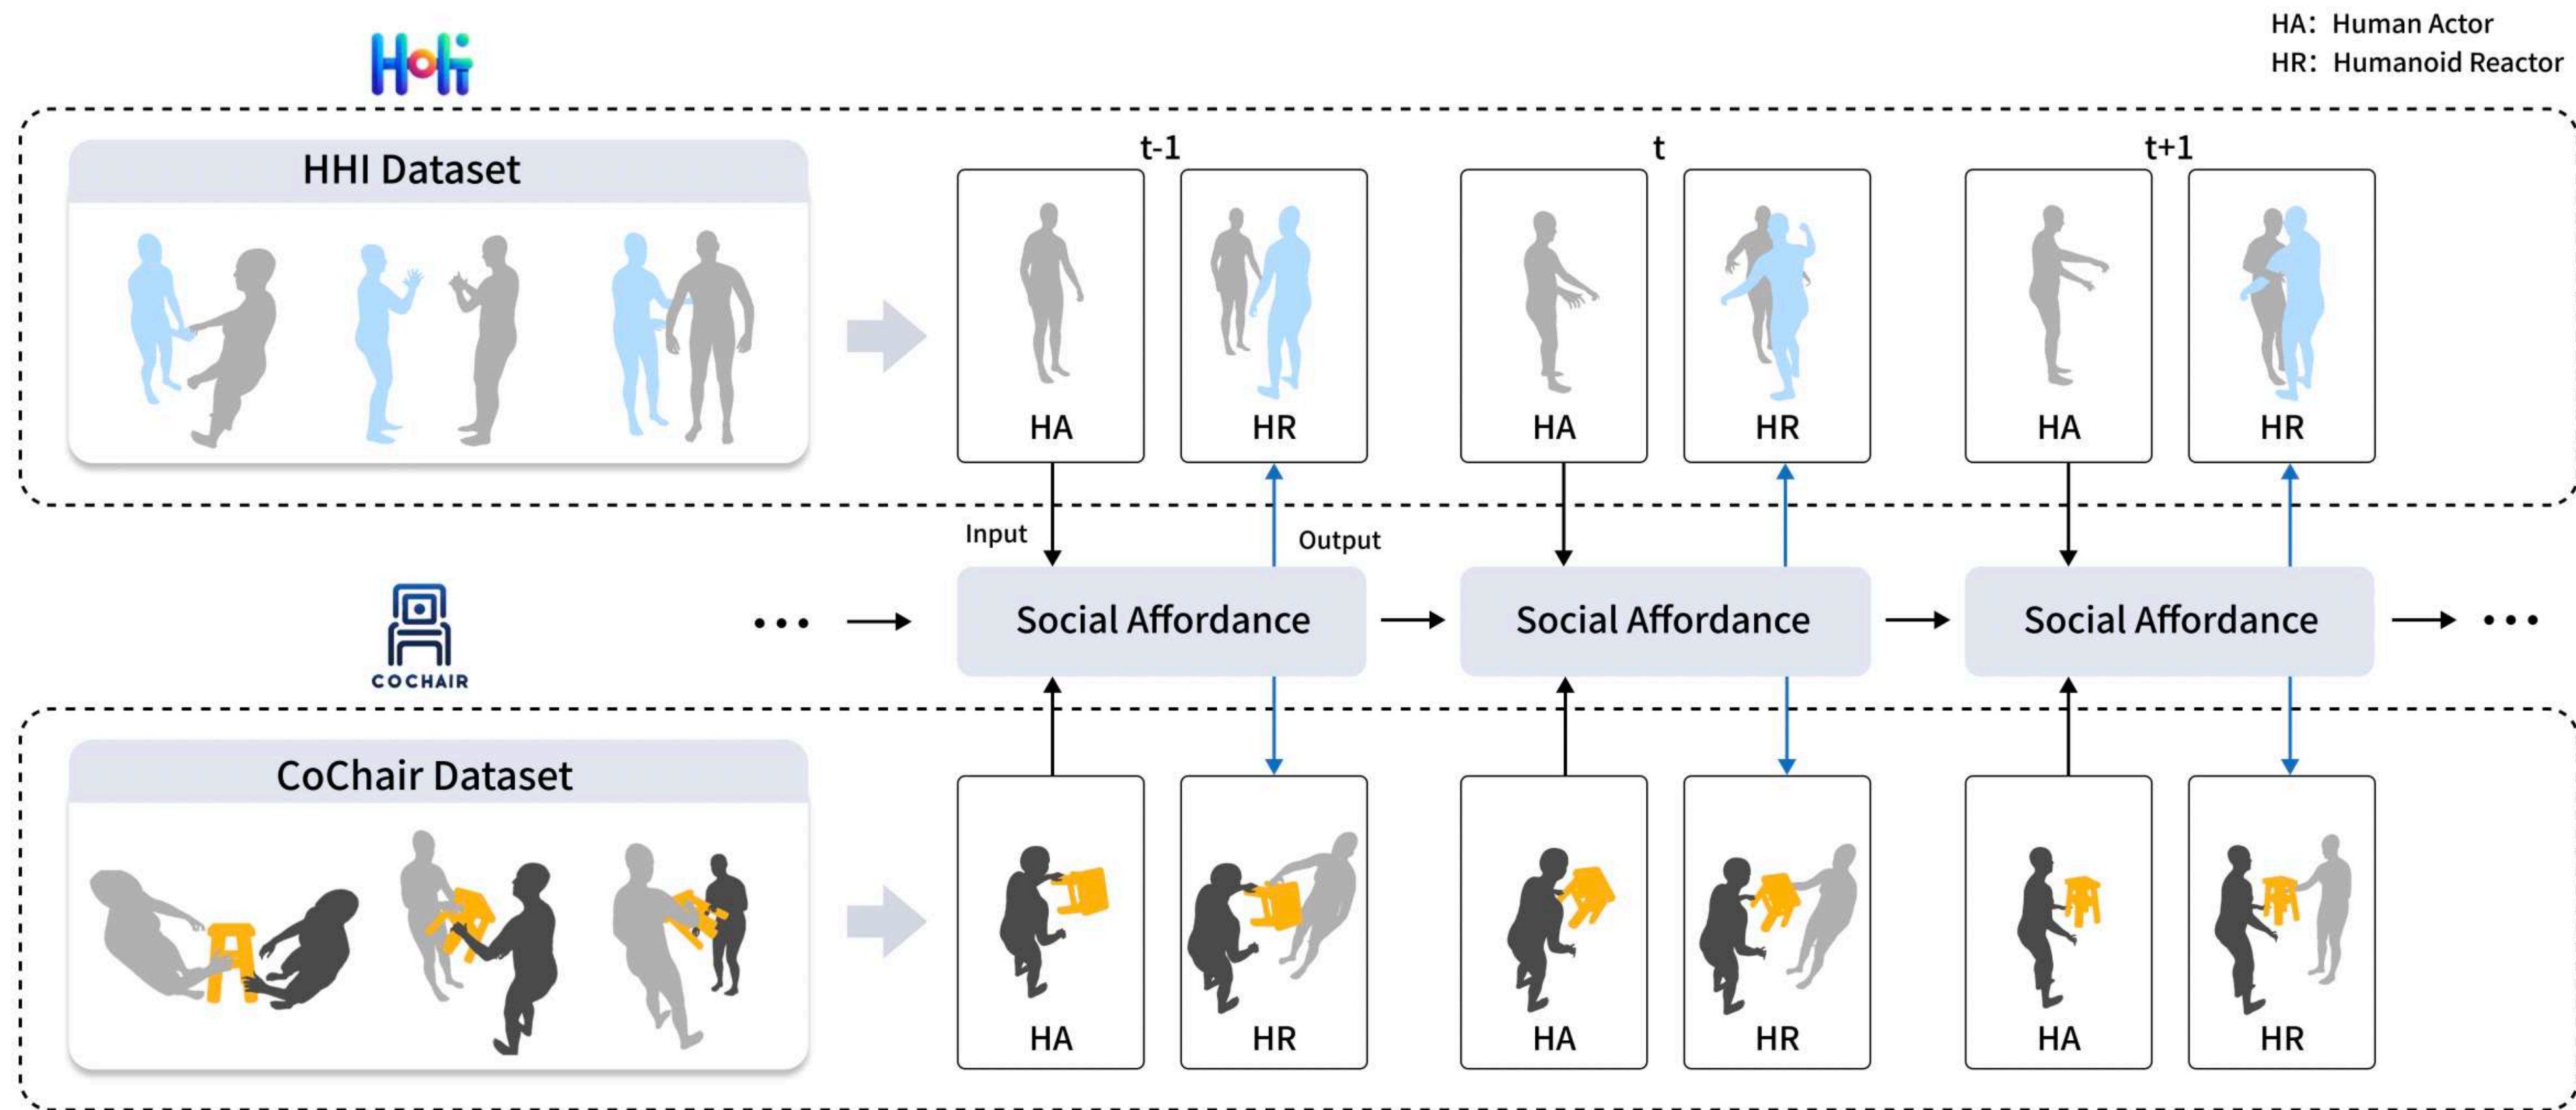 HA: Human Actor
HR: Humanoid Reactor
Hoi
HHI Dataset
t-1
t
t+1
HA
HR
HA
HR
HA
HR
Input
Output
COCHAIR
... Social Affordance
Social Affordance
Social Affordance ...
CoChair Dataset
HA
HR
HA
HR
HA
HR